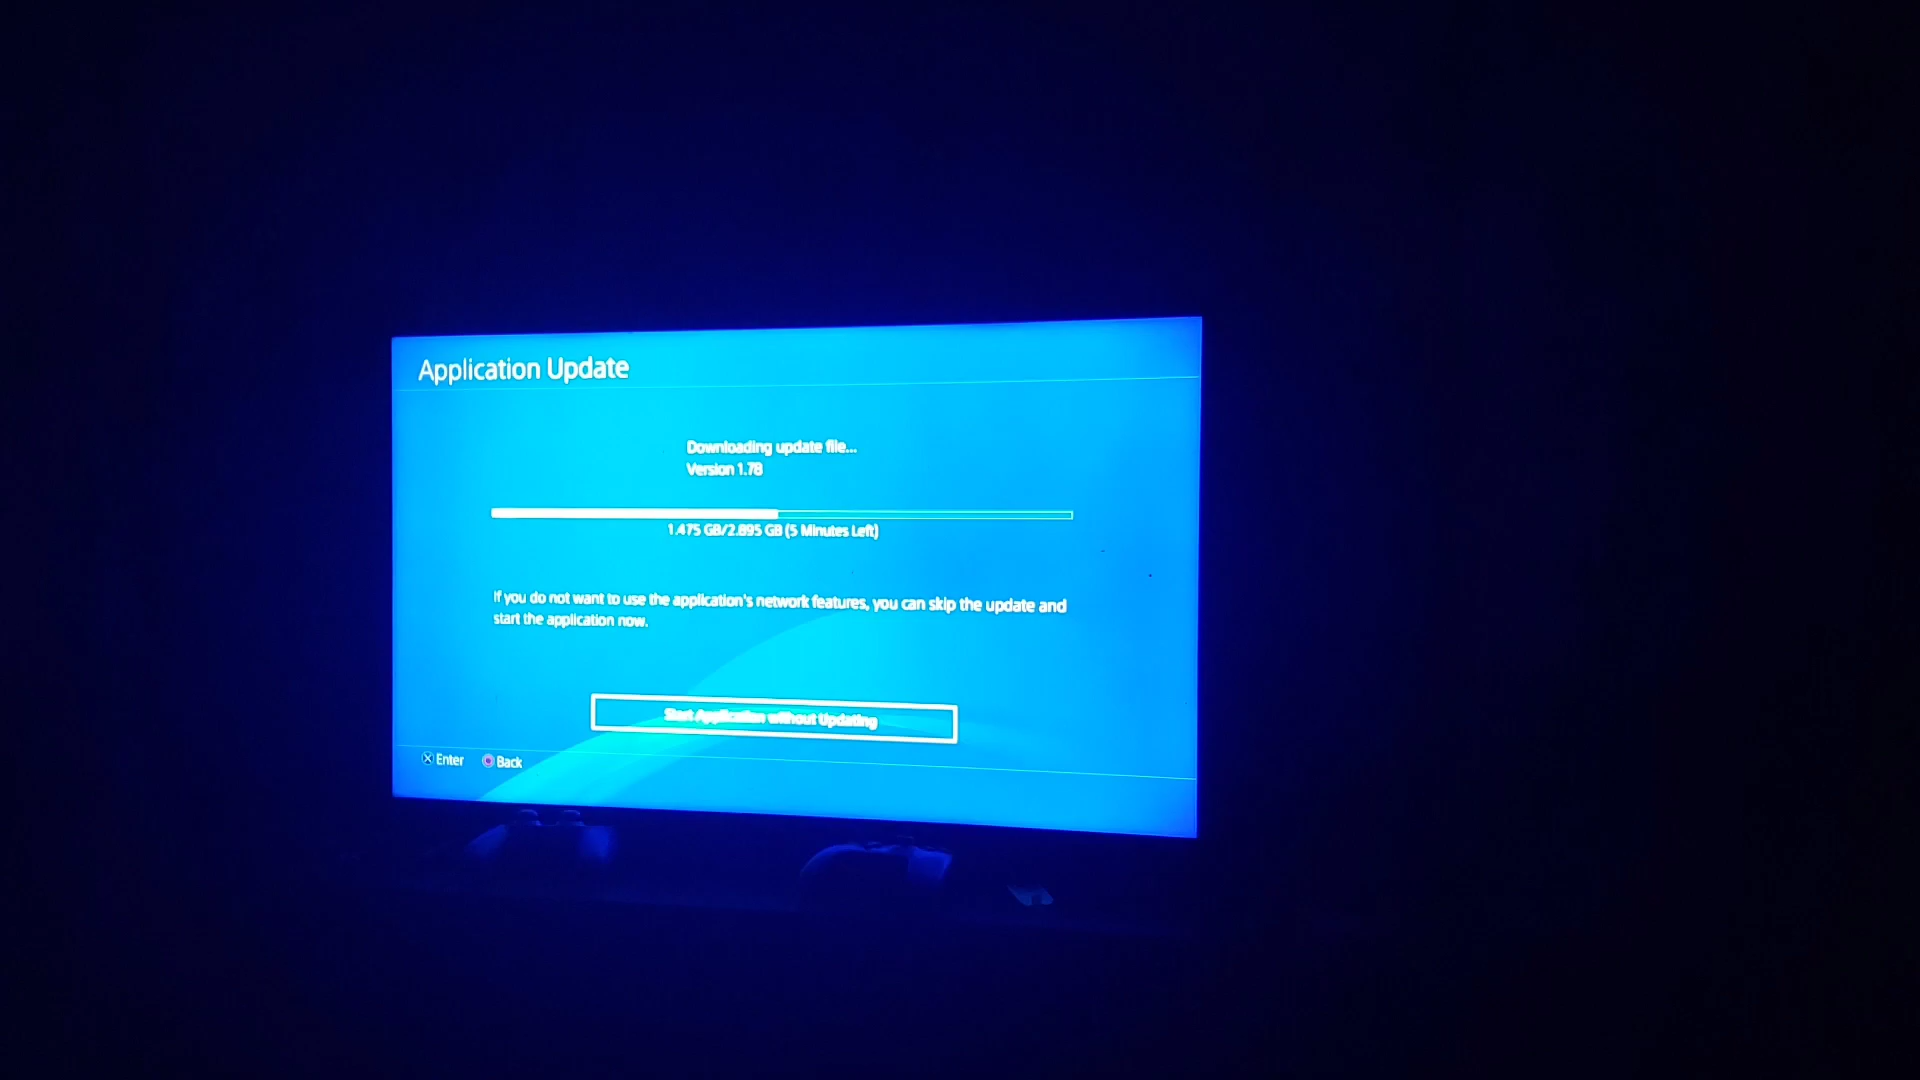 Application Update
Downloading update file...
Version 1.78
1.475 GB/2.895 GB (5 Minutes Left)
If you do not want to use the application's network features, you can skip the update and
start the application now.
Start Application without Updating
Enter Back